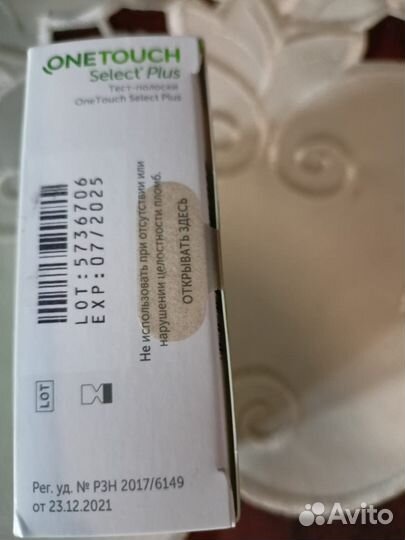 ONETOUCH
Select® Plus
Тест-полоски
OneTouch Select Plus
LOT:5736706
EXP:07/2025
Не использовать при отсутствии или
нарушении целостности пломб.
ОТКРЫВАТЬ ЗДЕСЬ
LOT
Рег. уд. № РЗН 2017/6149
от 23.12.2021
Avito